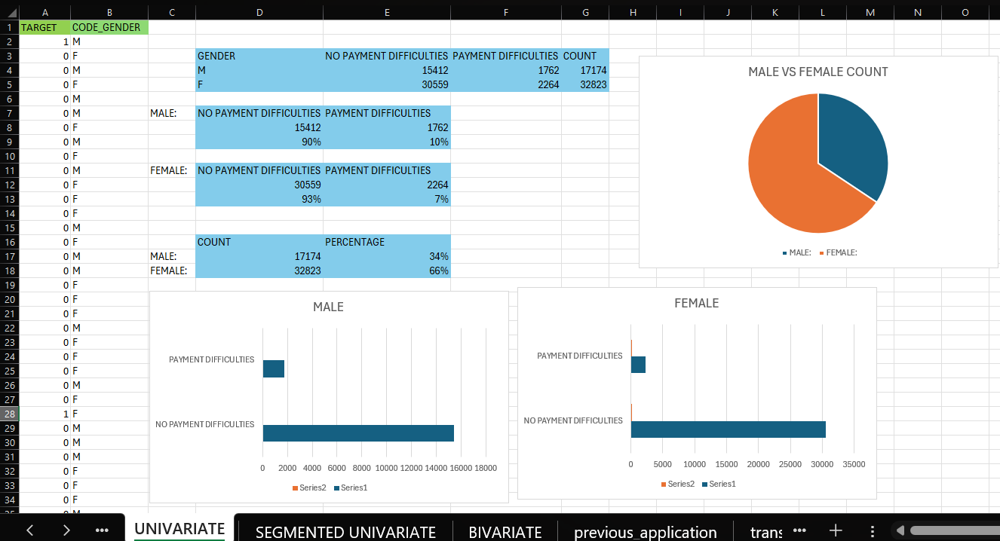 A B C D E F G H I J K L M N O
1 TARGET CODE_GENDER
2 1 M
3 0 F GENDER NO PAYMENT DIFFICULTIES PAYMENT DIFFICULTIES COUNT
4 0 M M 15412 1762 17174
5 0 F F 30559 2264 32823
6 0 M
7 0 M MALE: NO PAYMENT DIFFICULTIES PAYMENT DIFFICULTIES
8 0 F 15412 1762
9 0 M 90% 10%
10 0 F
11 0 M FEMALE: NO PAYMENT DIFFICULTIES PAYMENT DIFFICULTIES
12 0 F 30559 2264
13 0 F 93% 7%
14 0 F
15 0 M
16 0 F COUNT PERCENTAGE
17 0 M MALE: 17174 34%
18 0 M FEMALE: 32823 66%
19 0 F
20 0 F
21 0 F
22 0 M
23 0 F
24 0 F
25 0 F
26 0 M
27 0 F
28 1 F
29 0 M
30 0 M
31 0 M
32 0 F
33 0 F
34 0 F
35 0 M
MALE VS FEMALE COUNT
MALE: FEMALE:
MALE
PAYMENT DIFFICULTIES
NO PAYMENT DIFFICULTIES
0 2000 4000 6000 8000 10000 12000 14000 16000 18000
Series2 Series1
FEMALE
PAYMENT DIFFICULTIES
NO PAYMENT DIFFICULTIES
0 5000 10000 15000 20000 25000 30000 35000
Series2 Series1
UNIVARIATE SEGMENTED UNIVARIATE BIVARIATE previous_application trans